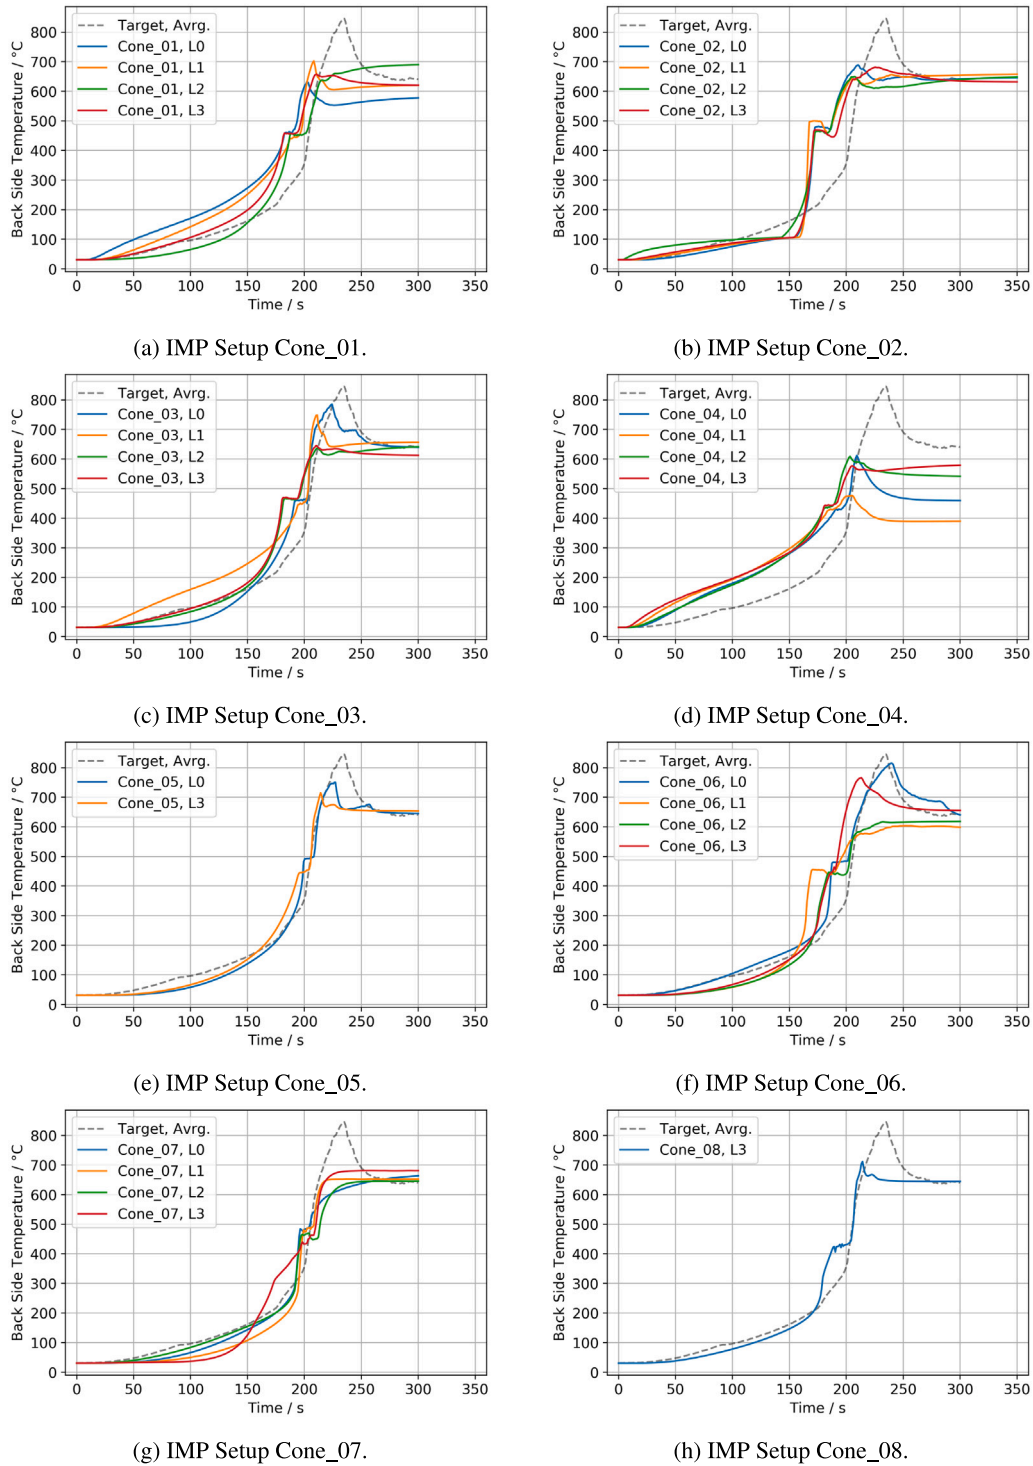 Target, Avrg.
Cone_01, L0
Cone_01, L1
Cone_01, L2
Cone_01, L3
Back Side Temperature / °C
800
700
600
500
400
300
200
100
0
0 50 100 150 200 250 300 350
Time / s
(a) IMP Setup Cone_01.
Target, Avrg.
Cone_02, L0
Cone_02, L1
Cone_02, L2
Cone_02, L3
Back Side Temperature / °C
800
700
600
500
400
300
200
100
0
0 50 100 150 200 250 300 350
Time / s
(b) IMP Setup Cone_02.
Target, Avrg.
Cone_03, L0
Cone_03, L1
Cone_03, L2
Cone_03, L3
Back Side Temperature / °C
800
700
600
500
400
300
200
100
0
0 50 100 150 200 250 300 350
Time / s
(c) IMP Setup Cone_03.
Target, Avrg.
Cone_04, L0
Cone_04, L1
Cone_04, L2
Cone_04, L3
Back Side Temperature / °C
800
700
600
500
400
300
200
100
0
0 50 100 150 200 250 300 350
Time / s
(d) IMP Setup Cone_04.
Target, Avrg.
Cone_05, L0
Cone_05, L3
Back Side Temperature / °C
800
700
600
500
400
300
200
100
0
0 50 100 150 200 250 300 350
Time / s
(e) IMP Setup Cone_05.
Target, Avrg.
Cone_06, L0
Cone_06, L1
Cone_06, L2
Cone_06, L3
Back Side Temperature / °C
800
700
600
500
400
300
200
100
0
0 50 100 150 200 250 300 350
Time / s
(f) IMP Setup Cone_06.
Target, Avrg.
Cone_07, L0
Cone_07, L1
Cone_07, L2
Cone_07, L3
Back Side Temperature / °C
800
700
600
500
400
300
200
100
0
0 50 100 150 200 250 300 350
Time / s
(g) IMP Setup Cone_07.
Target, Avrg.
Cone_08, L3
Back Side Temperature / °C
800
700
600
500
400
300
200
100
0
0 50 100 150 200 250 300 350
Time / s
(h) IMP Setup Cone_08.